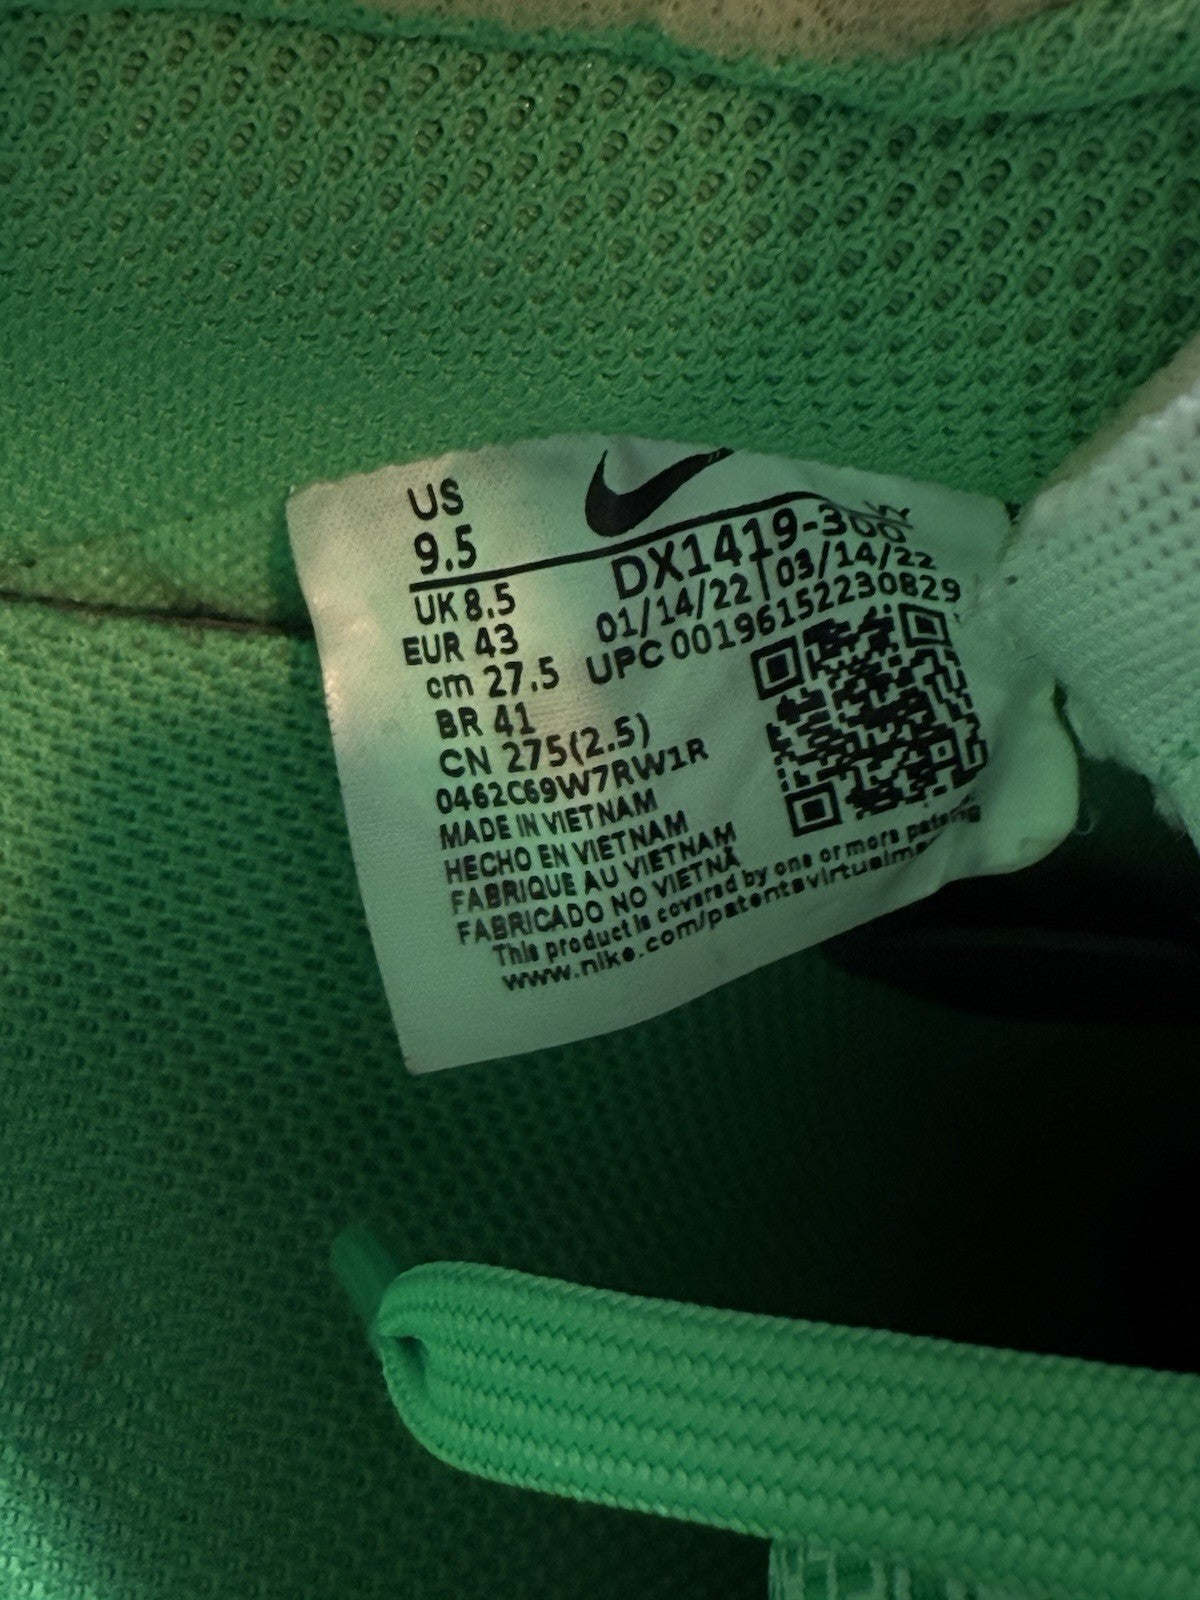 US
9.5
UK 8.5
EUR 43
cm 27.5
BR 41
CN 275(2.5)
0462C69W7RW1R
MADE IN VIETNAM
HECHO EN VIETNAM
FABRIQUE AU VIETNAM
FABRICADO NO VIETNÃ
This product is covered by one or more
www.nike.com/patents
DX1419-300
01/14/22 03/14/22
UPC 00196152230829